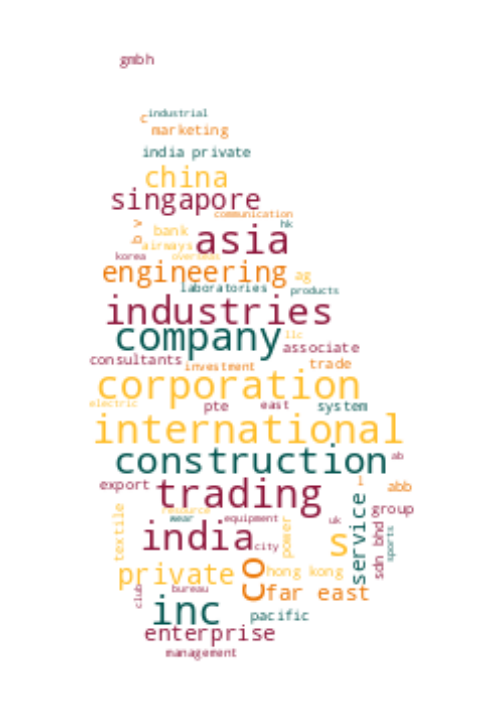 gmbh
industrial
c
marketing
india private
china
singapore
communication
hk
b v
bank
asia
airways
korea
overseas
engineering
ag
laboratories
products
industries
company
llc
associate
consultants
investment
trade
corporation
electric
pte
east
system
international
construction
ab
export
trading
l
abb
resource
group
textile
wear
equipment
uk
service
sdn bhd
sports
india
power
s
city
private
co
hong kong
club
bureau
far east
inc
pacific
enterprise
management